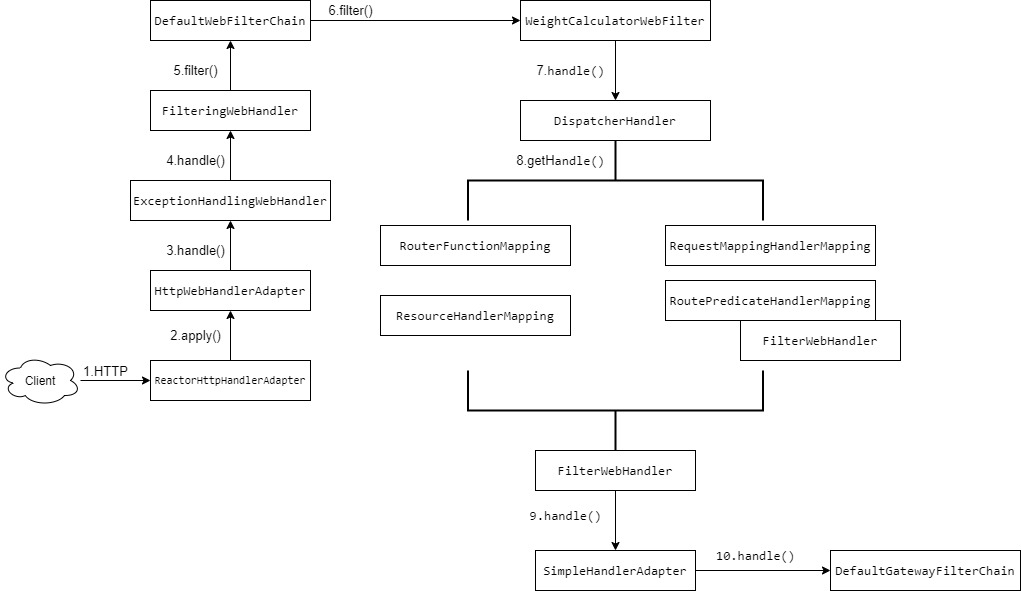 DefaultWebFilterChain
6.filter()
WeightCalculatorWebFilter
5.filter()
7.handle()
FilteringWebHandler
DispatcherHandler
4.handle()
8.getHandle()
ExceptionHandlingWebHandler
3.handle()
RouterFunctionMapping
RequestMappingHandlerMapping
HttpWebHandlerAdapter
RoutePredicateHandlerMapping
ResourceHandlerMapping
2.apply()
FilterWebHandler
1.HTTP
Client
ReactorHttpHandlerAdapter
FilterWebHandler
9.handle()
10.handle()
SimpleHandlerAdapter
DefaultGatewayFilterChain